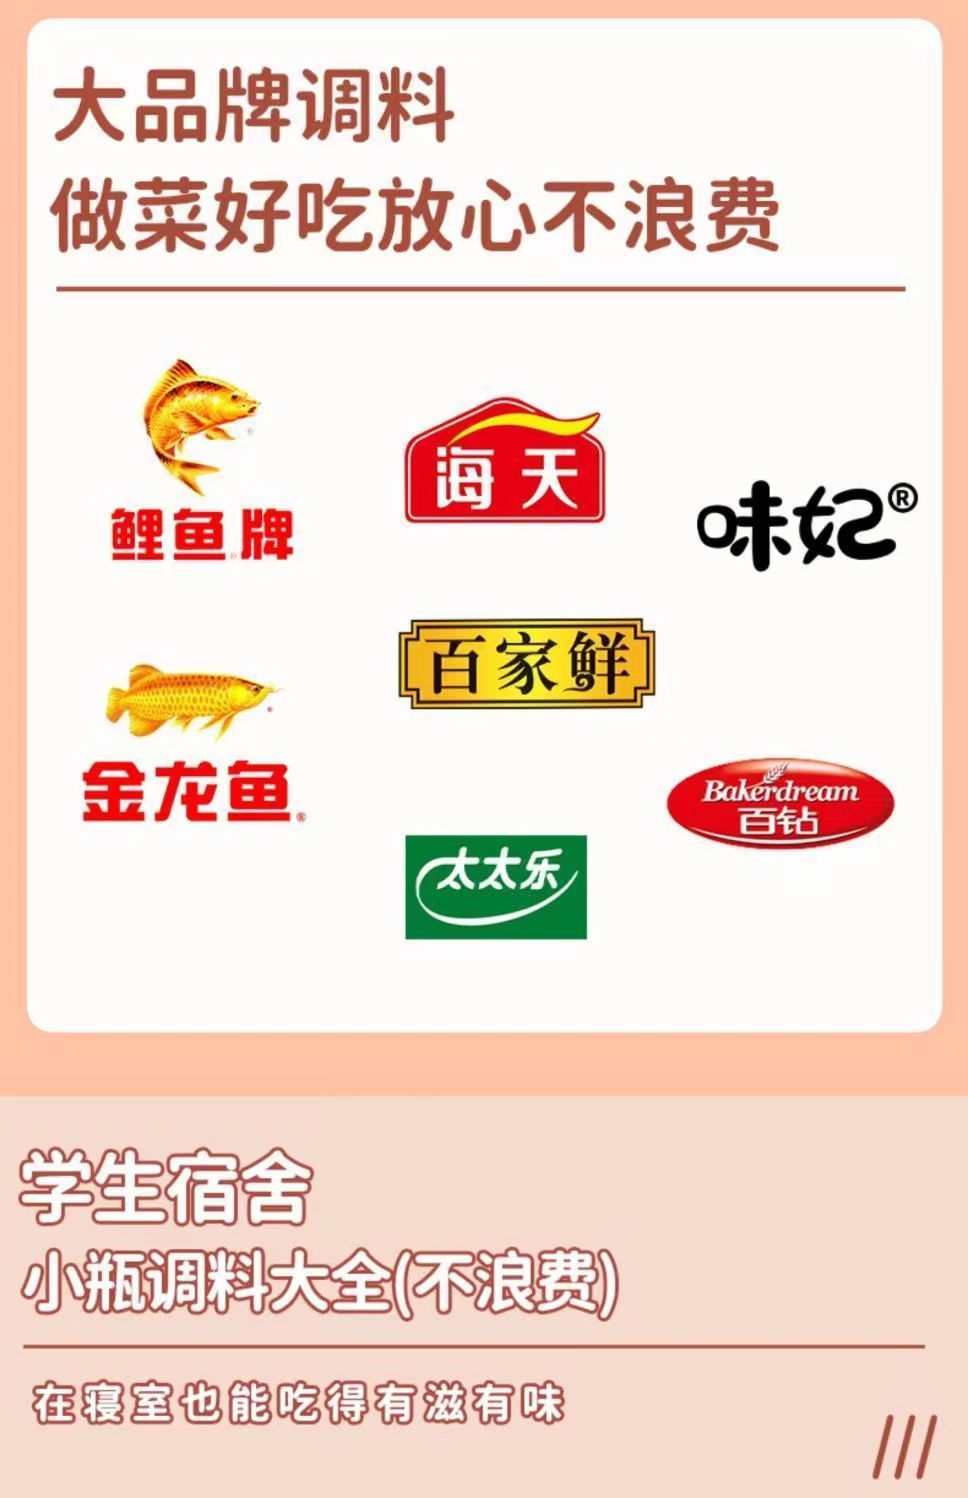 大品牌调料
做菜好吃放心不浪费
鲤鱼牌
海天
味妃®
百家鲜
金龙鱼®
Bakerdream
百钻
太太乐
学生宿舍
小瓶调料大全(不浪费)
在寝室也能吃得有滋有味